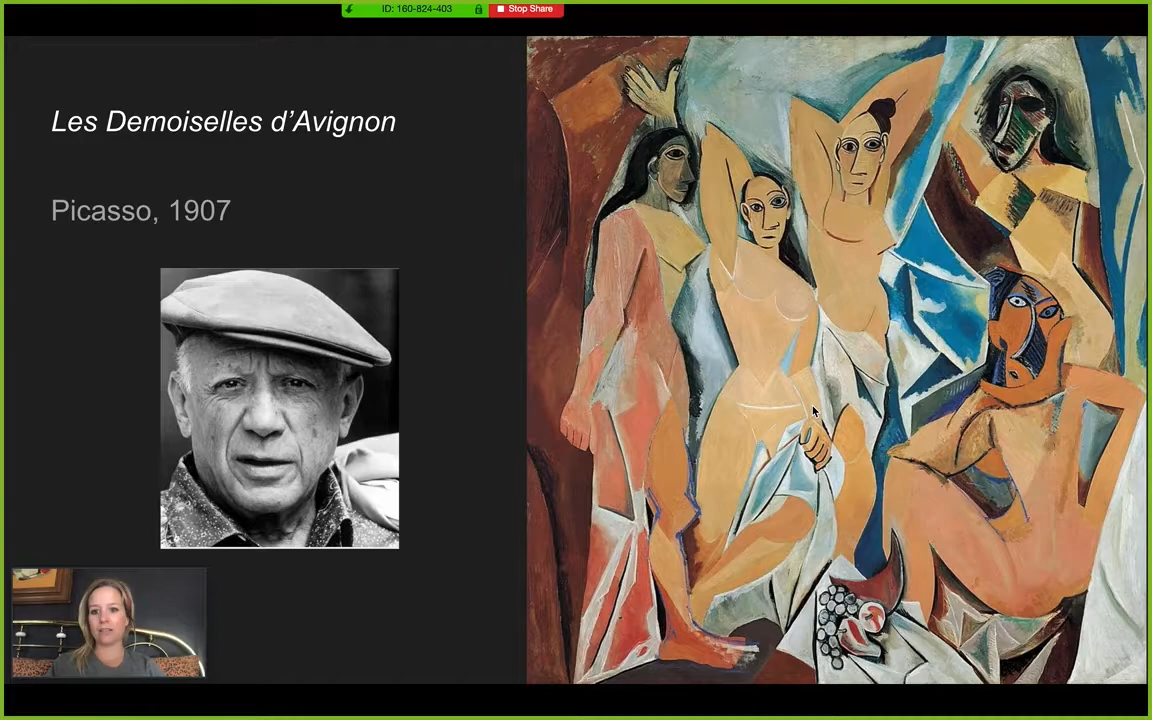 ID: 160-824-403
Stop Share
Les Demoiselles d’Avignon
Picasso, 1907